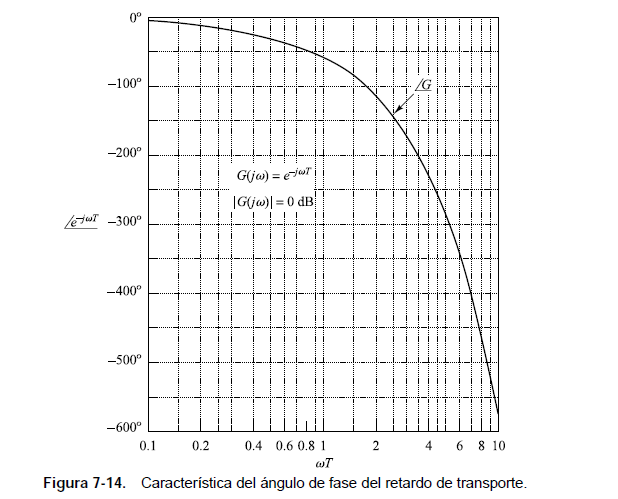 0°
−100°
∠G
−200°
G(jω) = e^−jωT
|G(jω)| = 0 dB
∠e^−jωT
−300°
−400°
−500°
−600°
0.1 0.2 0.4 0.6 0.8 1 2 4 6 8 10
ωT
Figura 7-14. Característica del ángulo de fase del retardo de transporte.